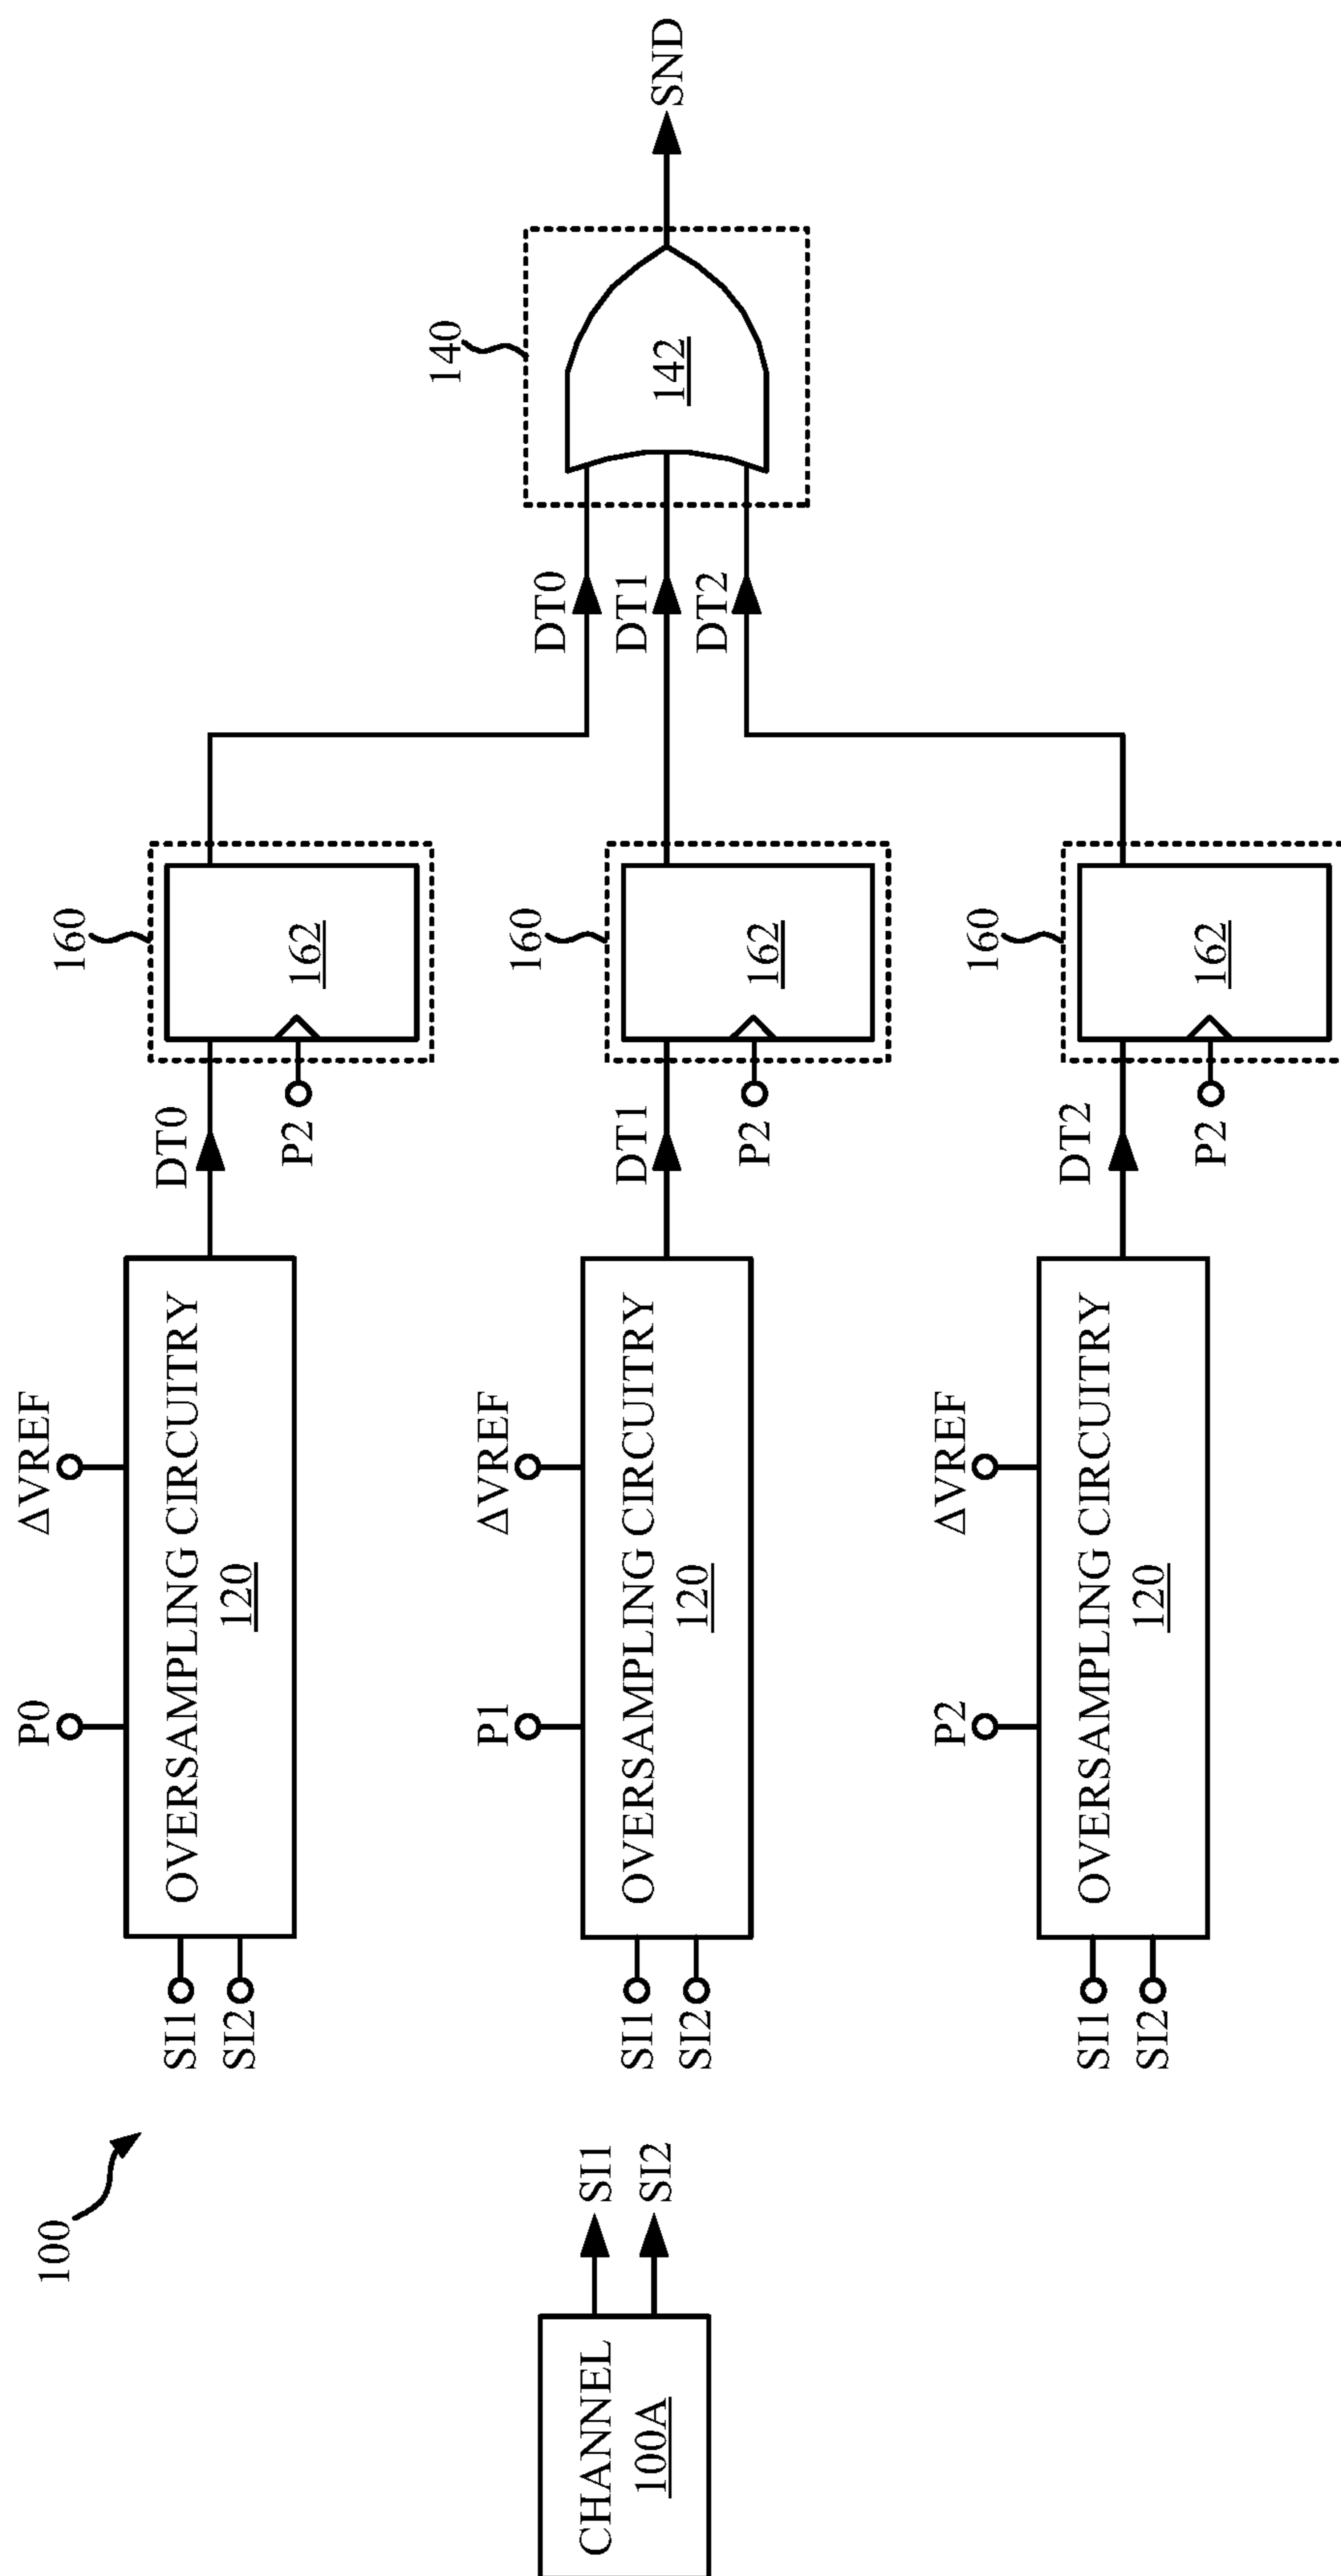 100
CHANNEL
100A
SI1
SI2
SI1
SI2
P0
ΔVREF
OVERSAMPLING CIRCUITRY
120
DT0
P2
160
162
SI1
SI2
P1
ΔVREF
OVERSAMPLING CIRCUITRY
120
DT1
P2
160
162
SI1
SI2
P2
ΔVREF
OVERSAMPLING CIRCUITRY
120
DT2
P2
160
162
DT0
DT1
DT2
140
142
SND